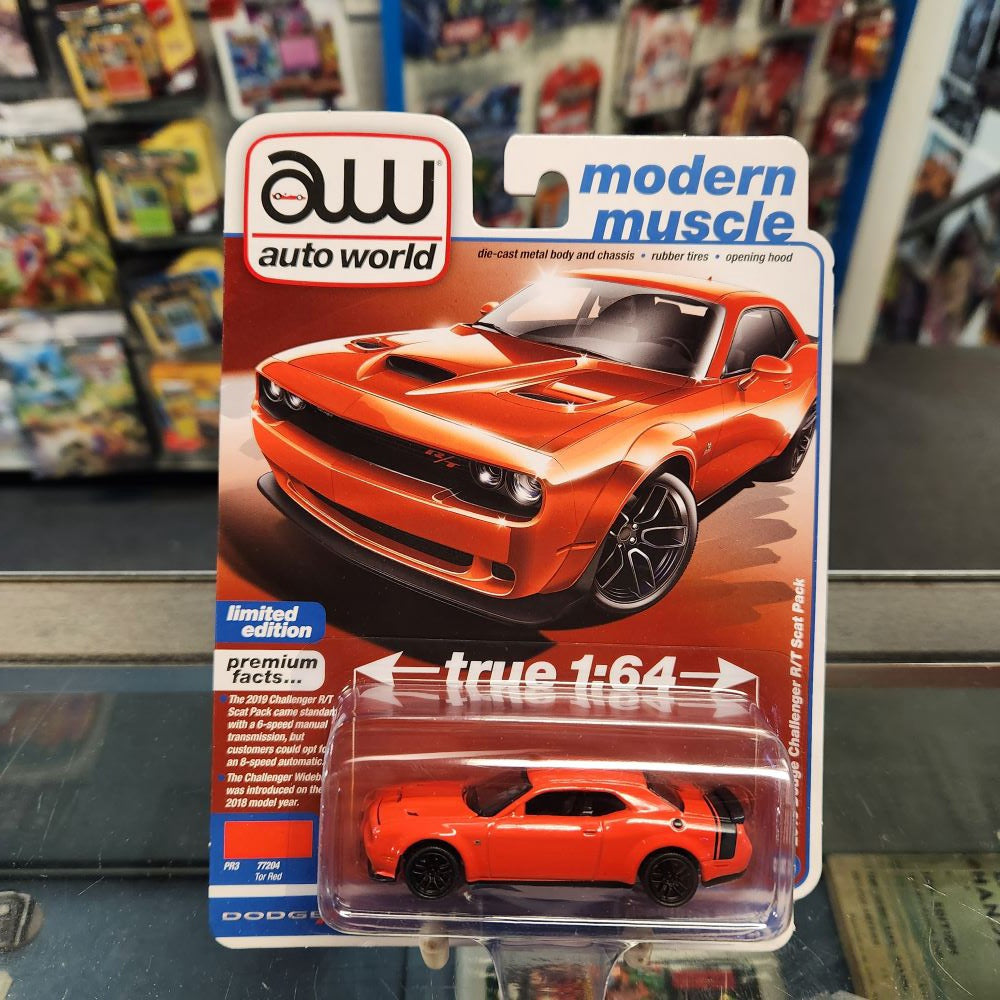 aw®
auto world
modern
muscle
die-cast metal body and chassis • rubber tires • opening hood
R/T
limited
edition
premium
facts...
true 1:64
• The 2019 Challenger R/T
Scat Pack came standard
with a 6-speed manual
transmission, but
customers could opt for
an 8-speed automatic.
• The Challenger
was introduced on the
2018 model year.
PR3 77204
Tor Red
DODGE
Dodge Challenger R/T Scat Pack